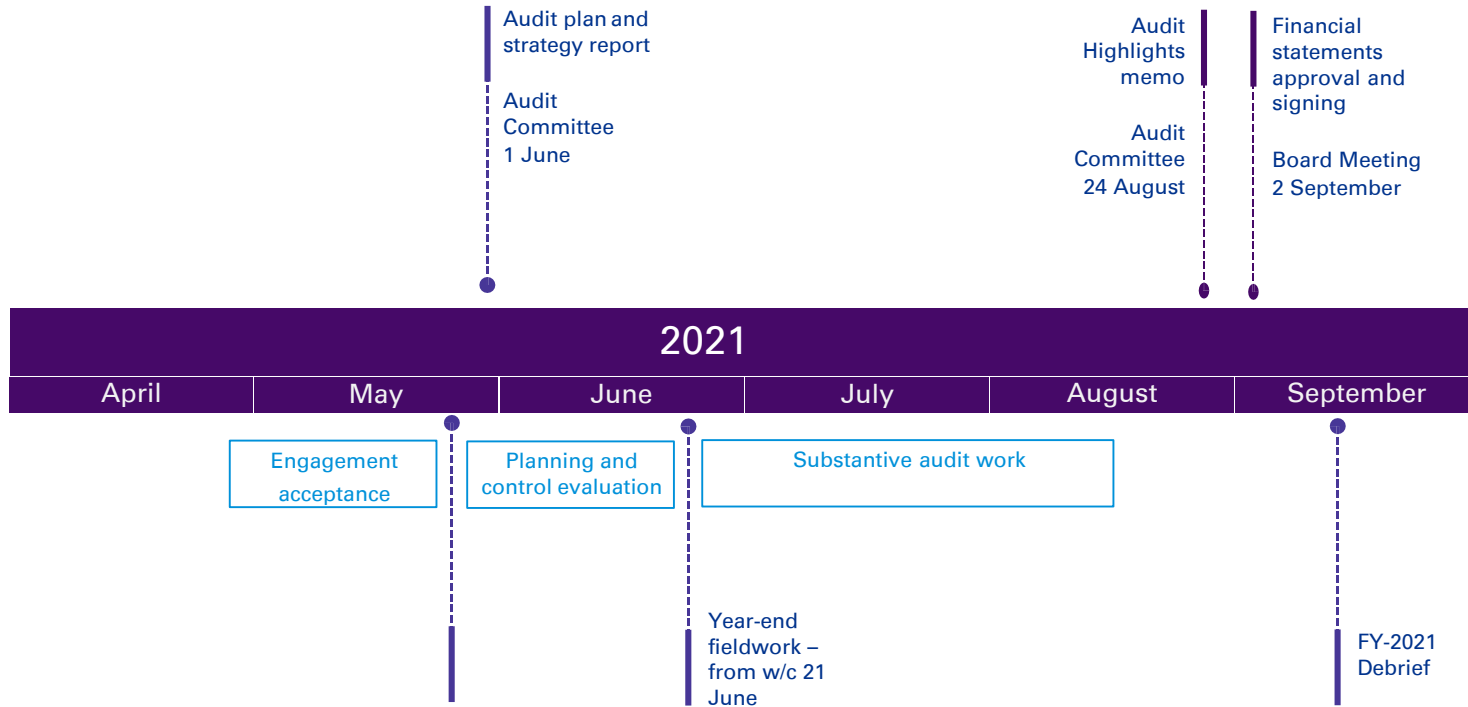 Audit plan and
strategy report
Audit
Committee
1 June
Audit
Highlights
memo
Audit
Committee
24 August
Financial
statements
approval and
signing
Board Meeting
2 September
2021
April
May
June
July
August
September
Engagement
acceptance
Planning and
control evaluation
Substantive audit work
Year-end
fieldwork –
from w/c 21
June
FY-2021
Debrief